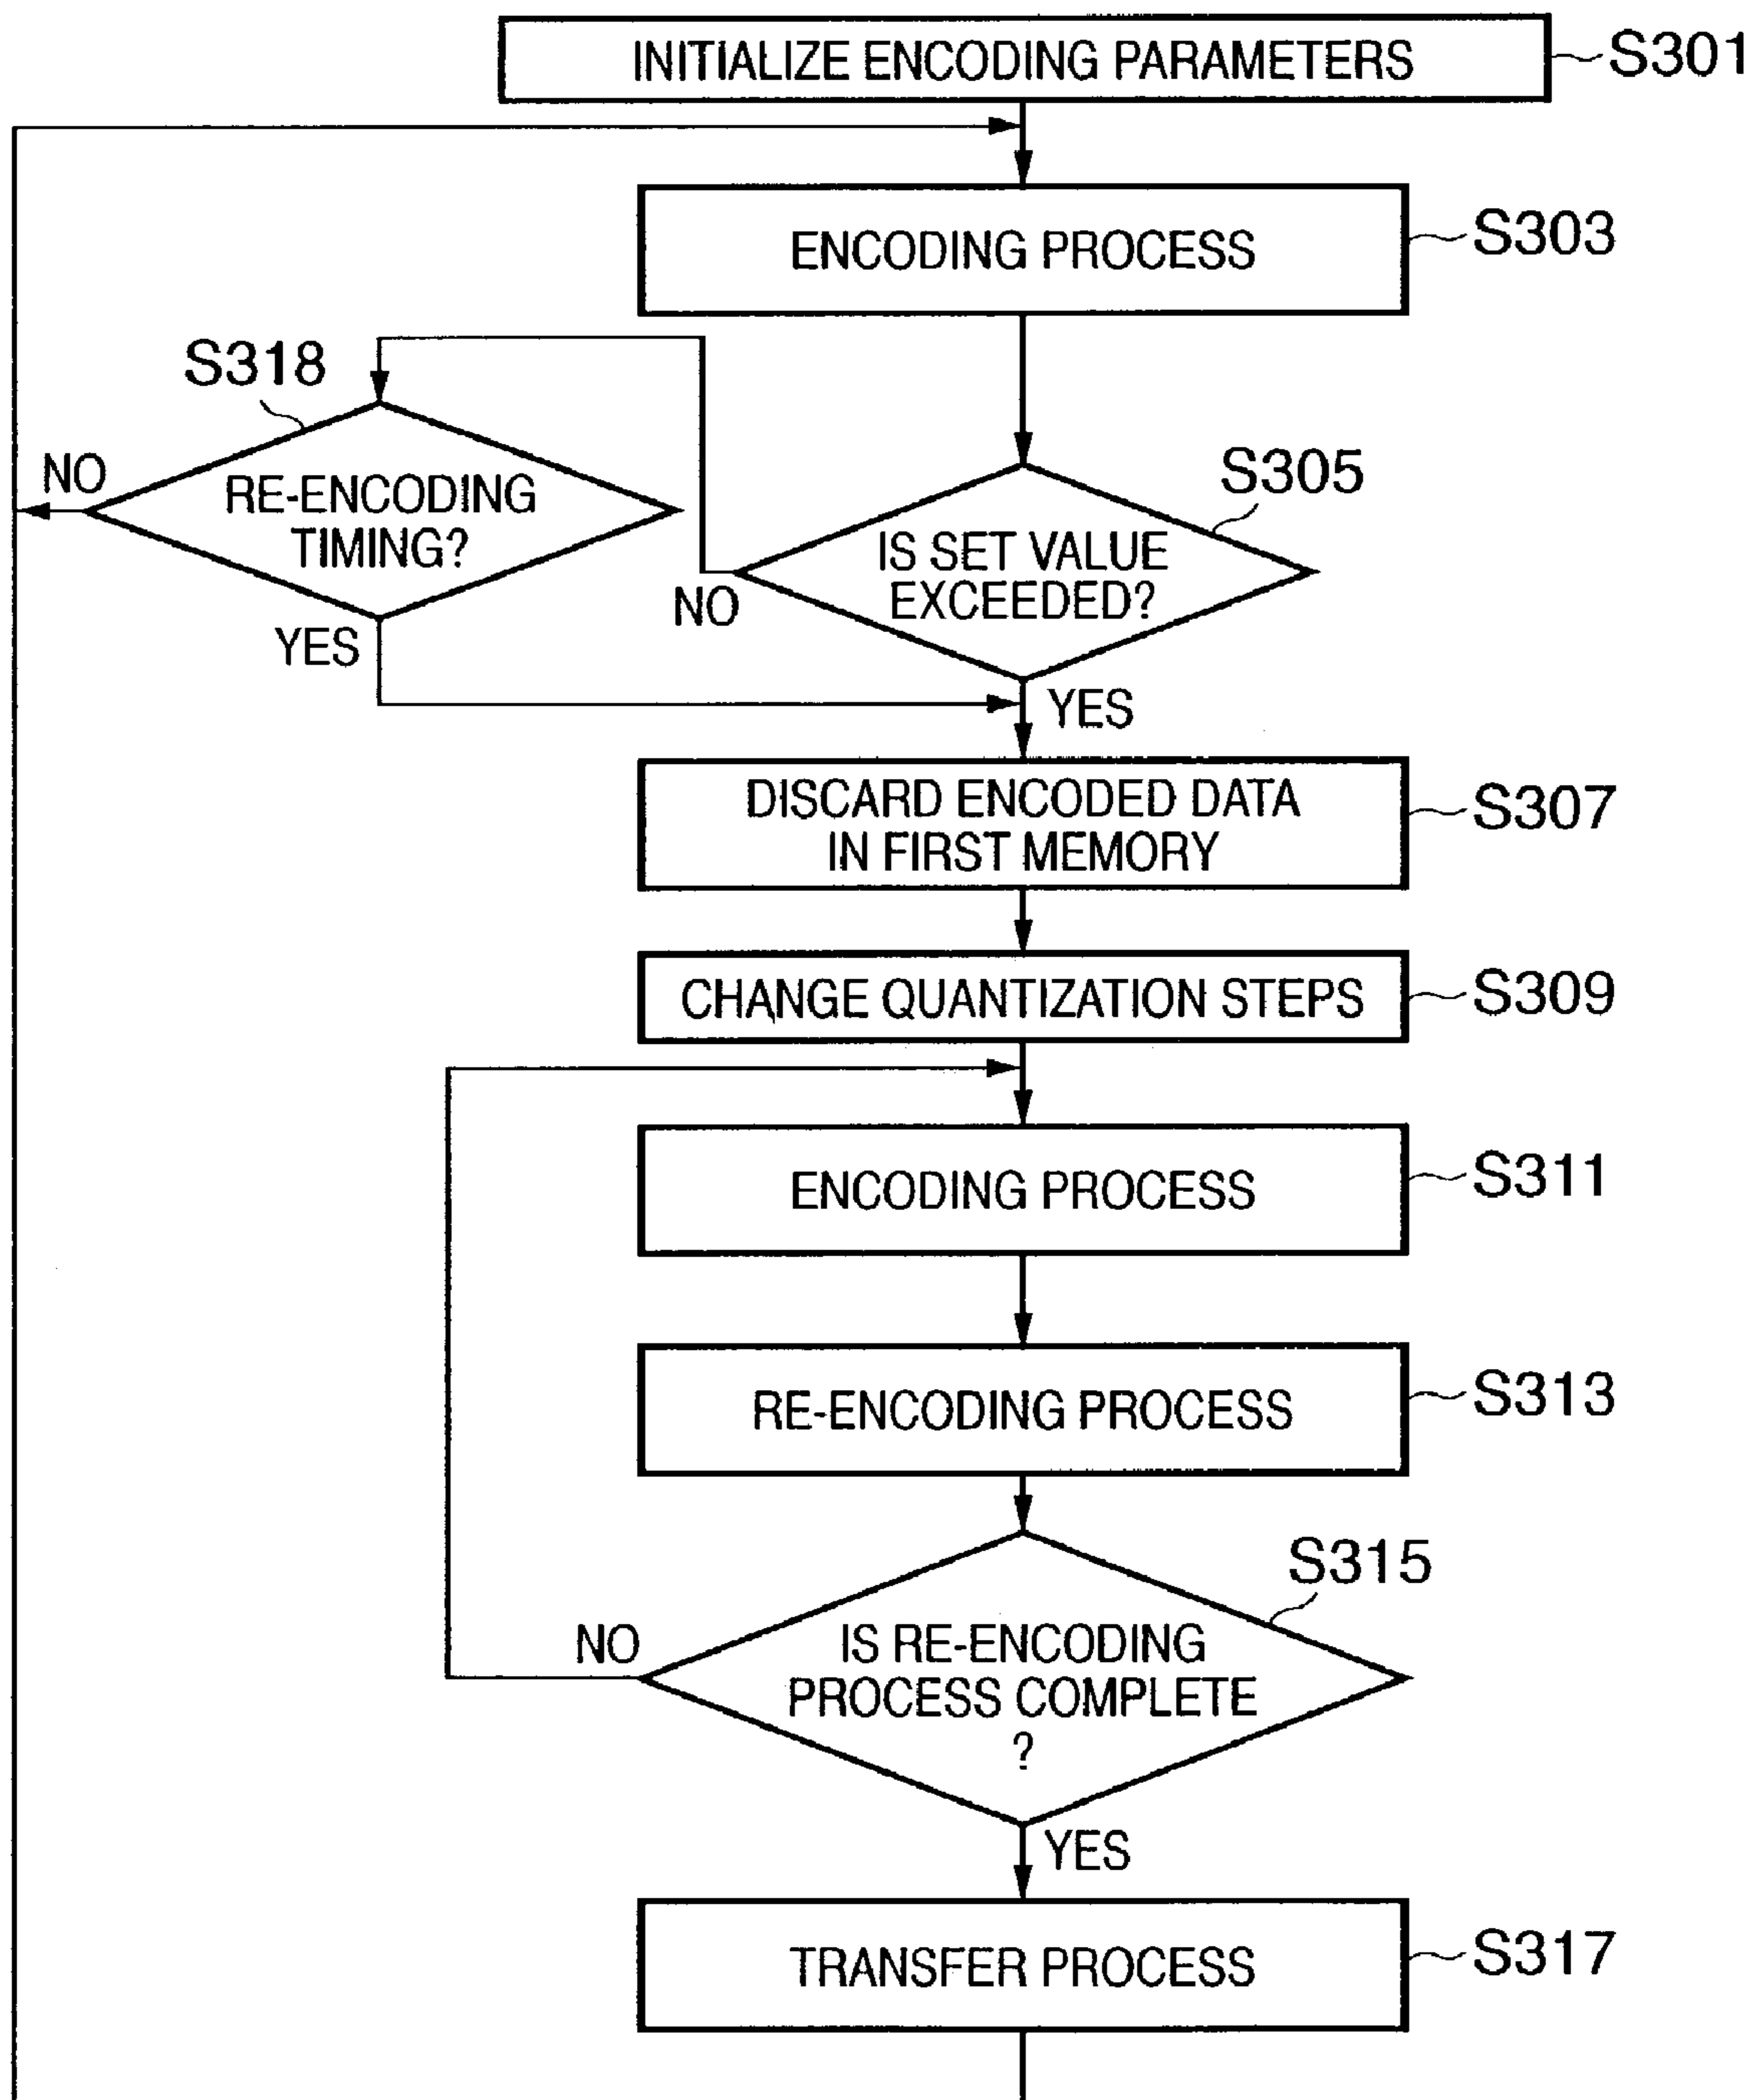 INITIALIZE ENCODING PARAMETERS
S301
ENCODING PROCESS
S303
S318
RE-ENCODING
TIMING?
NO
YES
S305
IS SET VALUE
EXCEEDED?
NO
YES
DISCARD ENCODED DATA
IN FIRST MEMORY
S307
CHANGE QUANTIZATION STEPS
S309
ENCODING PROCESS
S311
RE-ENCODING PROCESS
S313
S315
IS RE-ENCODING
PROCESS COMPLETE
?
NO
YES
TRANSFER PROCESS
S317